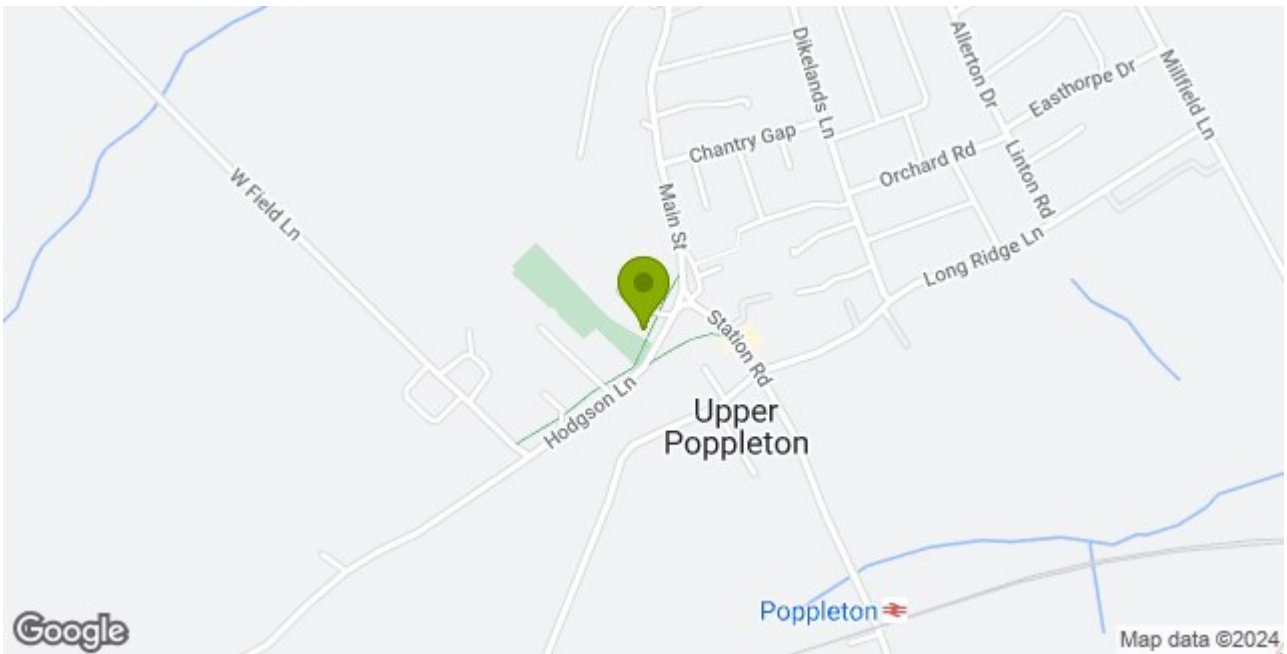 Allerton Dr
Dikelands Ln
Easthorpe Dr
Millfield Ln
Chantry Gap
Orchard Rd
Linton Rd
W Field Ln
Main St
Long Ridge Ln
Station Rd
Hodgson Ln
Upper
Poppleton
Poppleton
Google
Map data ©2024